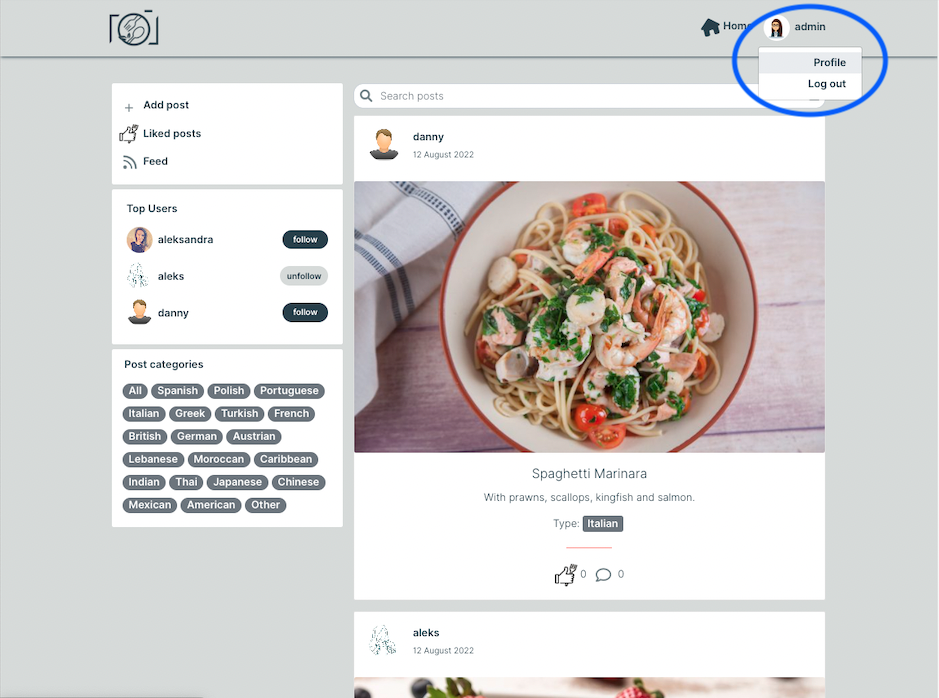 Home admin
Profile
Log out
Add post
Liked posts
Feed
Top Users
aleksandra follow
aleks unfollow
danny follow
Post categories
All Spanish Polish Portuguese
Italian Greek Turkish French
British German Austrian
Lebanese Moroccan Caribbean
Indian Thai Japanese Chinese
Mexican American Other
Search posts
danny
12 August 2022
Spaghetti Marinara
With prawns, scallops, kingfish and salmon.
Type: Italian
0 0
aleks
12 August 2022